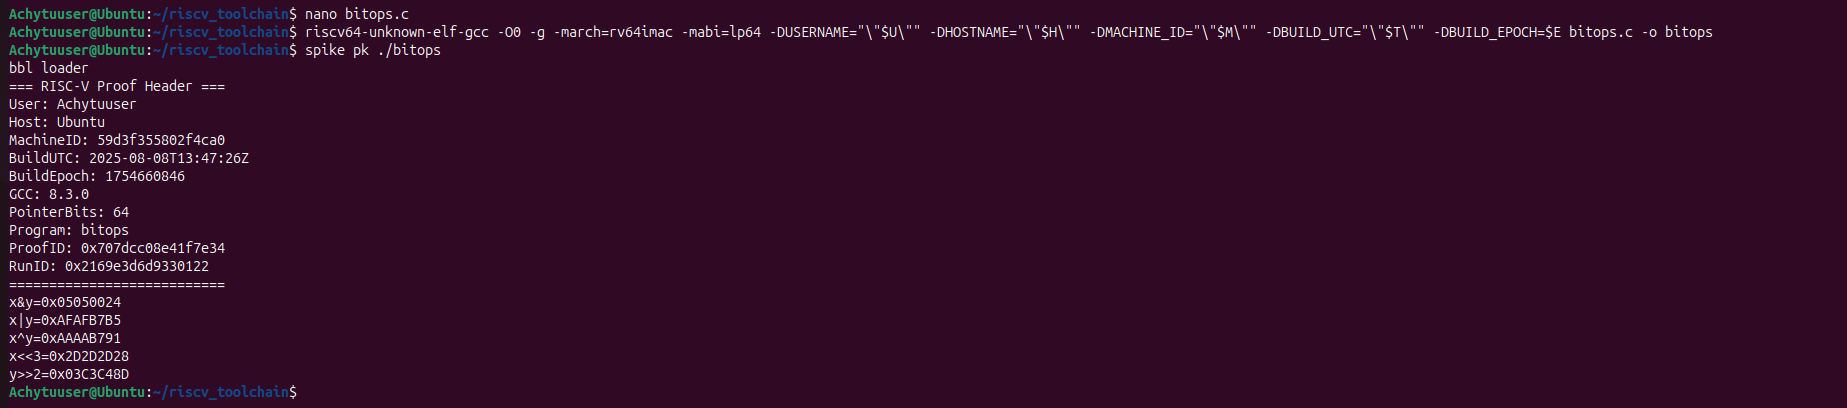 Achytuuser@Ubuntu:~/riscv_toolchain$ nano bitops.c
Achytuuser@Ubuntu:~/riscv_toolchain$ riscv64-unknown-elf-gcc -O0 -g -march=rv64imac -mabi=lp64 -DUSERNAME="\"$U\"" -DHOSTNAME="\"$H\"" -DMACHINE_ID="\"$M\"" -DBUILD_UTC="\"$T\"" -DBUILD_EPOCH=$E bitops.c -o bitops
Achytuuser@Ubuntu:~/riscv_toolchain$ spike pk ./bitops
bbl loader
=== RISC-V Proof Header ===
User: Achytuuser
Host: Ubuntu
MachineID: 59d3f355802f4ca0
BuildUTC: 2025-08-08T13:47:26Z
BuildEpoch: 1754660846
GCC: 8.3.0
PointerBits: 64
Program: bitops
ProofID: 0x707dcc08e41f7e34
RunID: 0x2169e3d6d9330122
===========================
x&y=0x05050024
x|y=0xAFAFB7B5
x^y=0xAAAAB791
x<<3=0x2D2D2D28
y>>2=0x03C3C48D
Achytuuser@Ubuntu:~/riscv_toolchain$